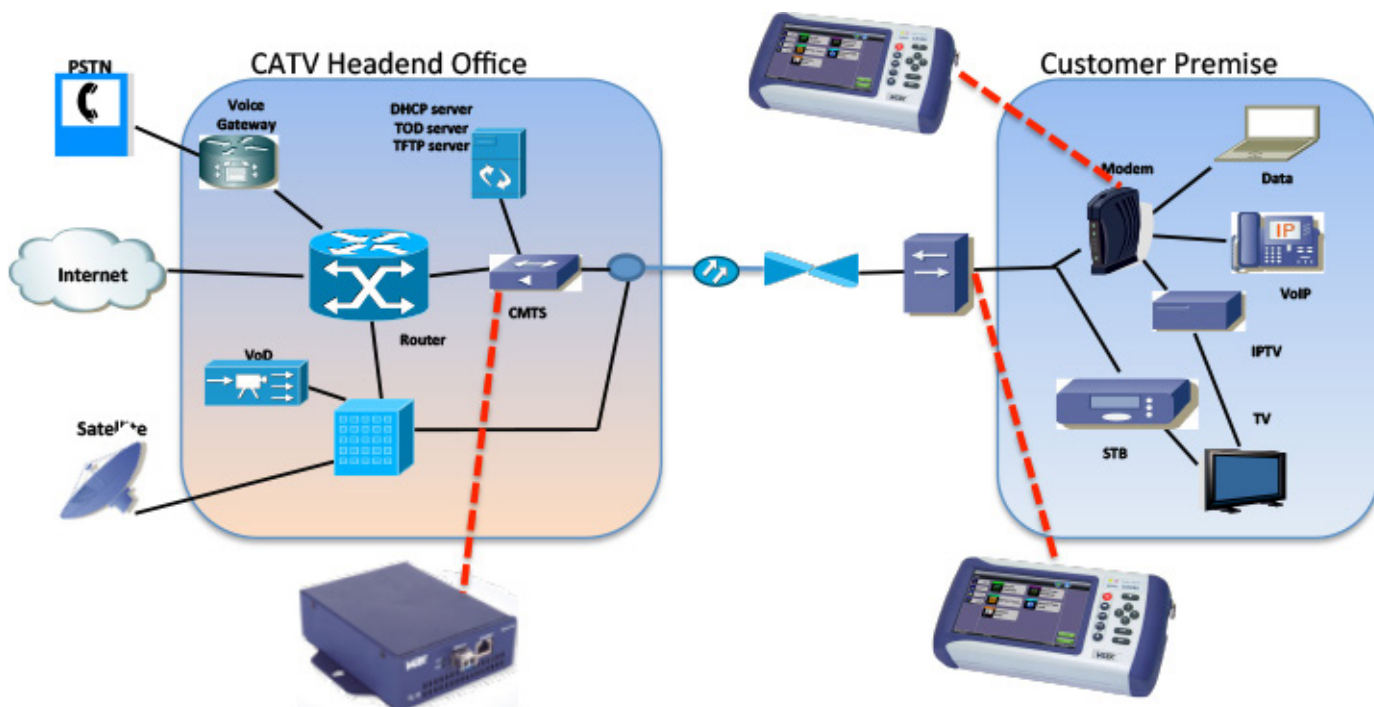 CATV Headend Office
Customer Premise
PSTN
Voice
Gateway
DHCP server
TOD server
TFTP server
Modem
Data
Internet
IP
VoIP
CMTS
Router
IPTV
VoD
Satellite
STB
TV